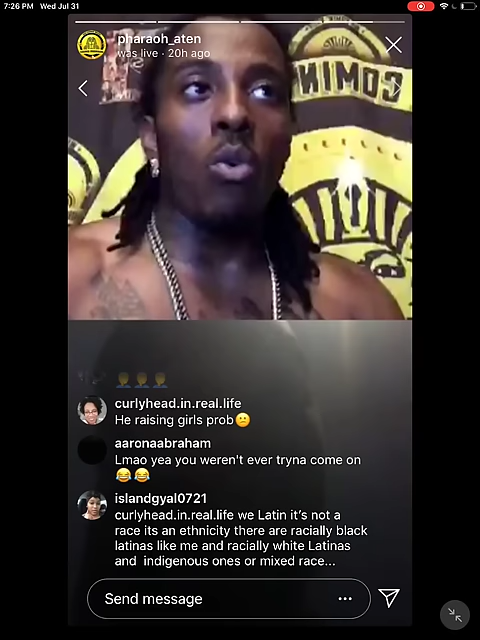 7:26 PM Wed Jul 31
pharaoh_aten
was live · 20h ago
COMIN
curlyhead.in.real.life
He raising girls prob😕
aaronaabraham
Lmao yea you weren't ever tryna come on
😂😂
islandgyal0721
curlyhead.in.real.life we Latin it's not a
race its an ethnicity there are racially black
latinas like me and racially white Latinas
and indigenous ones or mixed race...
Send message